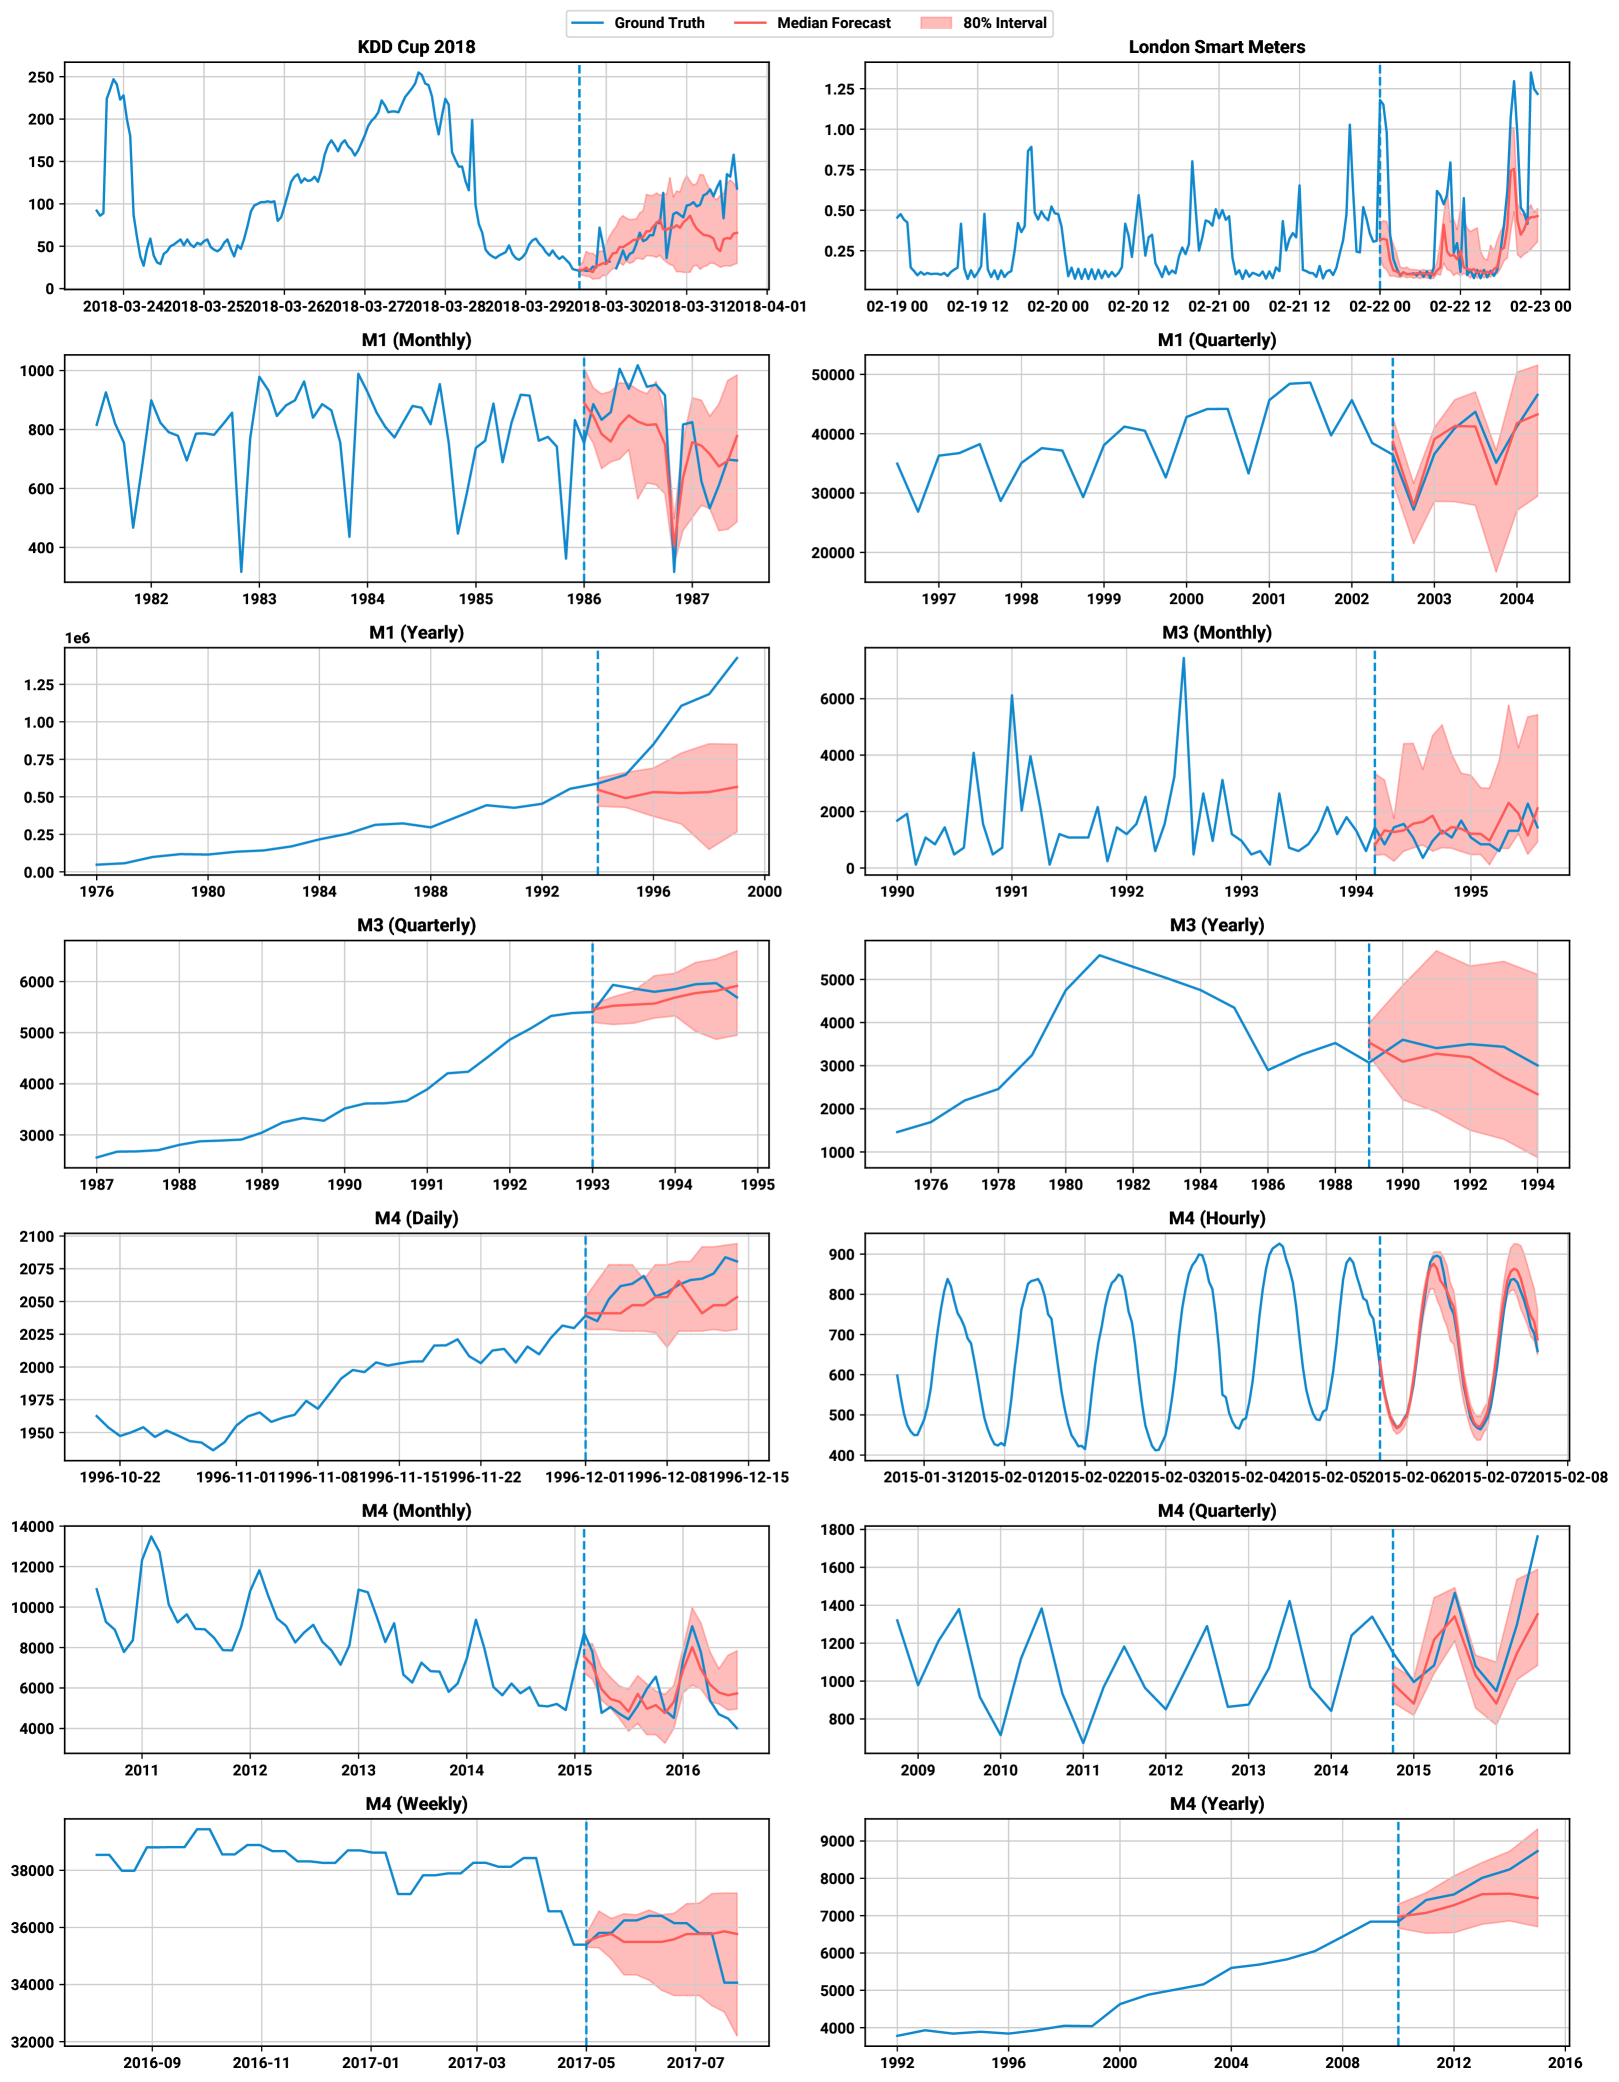 Ground Truth Median Forecast 80% Interval
KDD Cup 2018
250
200
150
100
50
0
2018-03-24 2018-03-25 2018-03-26 2018-03-27 2018-03-28 2018-03-29 2018-03-30 2018-03-31 2018-04-01
London Smart Meters
1.25
1.00
0.75
0.50
0.25
02-19 00 02-19 12 02-20 00 02-20 12 02-21 00 02-21 12 02-22 00 02-22 12 02-23 00
M1 (Monthly)
1000
800
600
400
1982 1983 1984 1985 1986 1987
M1 (Quarterly)
50000
40000
30000
20000
1997 1998 1999 2000 2001 2002 2003 2004
M1 (Yearly)
1e6
1.25
1.00
0.75
0.50
0.25
0.00
1976 1980 1984 1988 1992 1996 2000
M3 (Monthly)
6000
4000
2000
0
1990 1991 1992 1993 1994 1995
M3 (Quarterly)
6000
5000
4000
3000
1987 1988 1989 1990 1991 1992 1993 1994 1995
M3 (Yearly)
5000
4000
3000
2000
1000
1976 1978 1980 1982 1984 1986 1988 1990 1992 1994
M4 (Daily)
2100
2075
2050
2025
2000
1975
1950
1996-10-22 1996-11-01 1996-11-08 1996-11-15 1996-11-22 1996-12-01 1996-12-08 1996-12-15
M4 (Hourly)
900
800
700
600
500
400
2015-01-31 2015-02-01 2015-02-02 2015-02-03 2015-02-04 2015-02-05 2015-02-06 2015-02-07 2015-02-08
M4 (Monthly)
14000
12000
10000
8000
6000
4000
2011 2012 2013 2014 2015 2016
M4 (Quarterly)
1800
1600
1400
1200
1000
800
2009 2010 2011 2012 2013 2014 2015 2016
M4 (Weekly)
38000
36000
34000
32000
2016-09 2016-11 2017-01 2017-03 2017-05 2017-07
M4 (Yearly)
9000
8000
7000
6000
5000
4000
1992 1996 2000 2004 2008 2012 2016